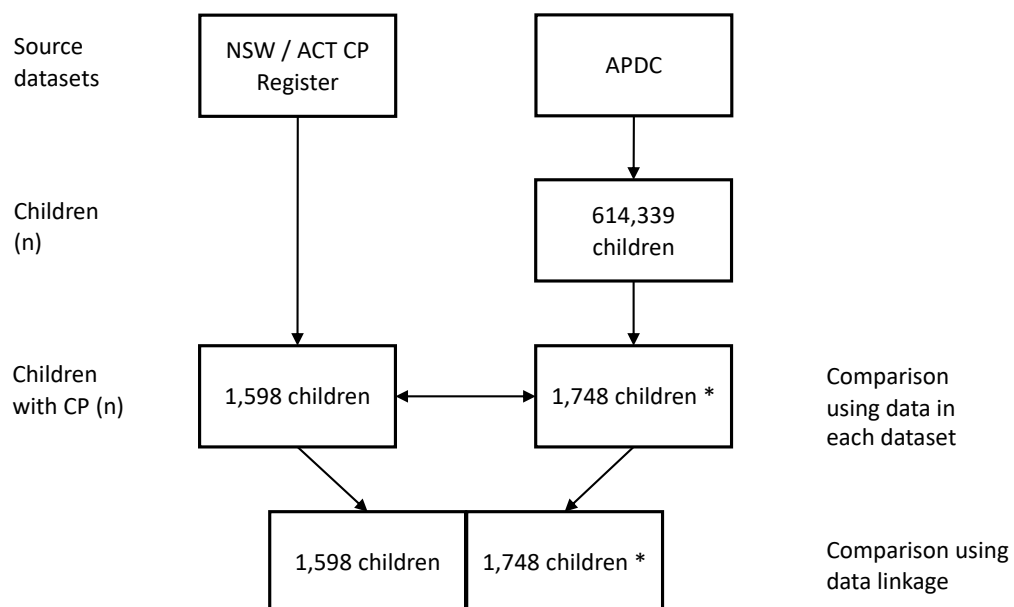 Source
datasets
NSW / ACT CP
Register
APDC
Children
(n)
614,339
children
Children
with CP (n)
1,598 children
1,748 children *
Comparison
using data in
each dataset
1,598 children
1,748 children *
Comparison using
data linkage